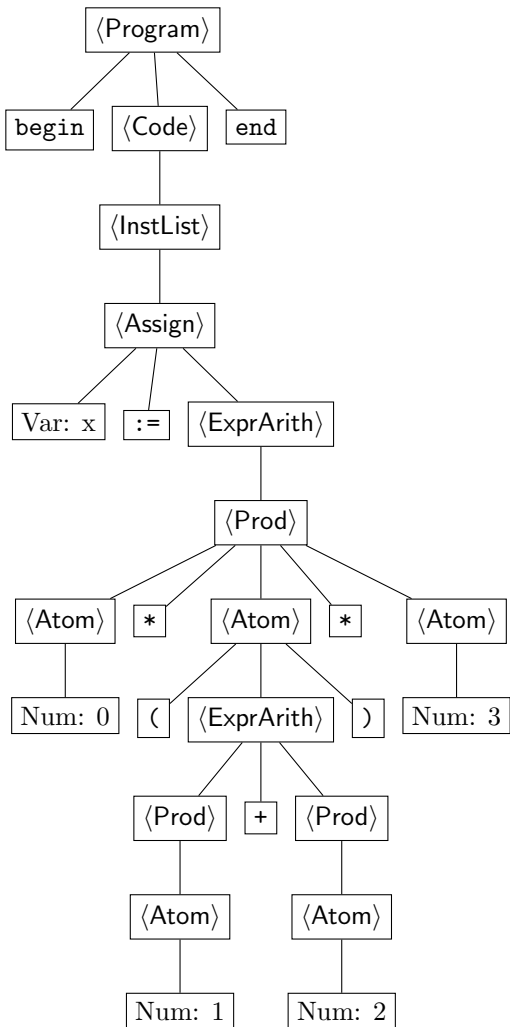 ⟨Program⟩
begin ⟨Code⟩ end
⟨InstList⟩
⟨Assign⟩
Var: x := ⟨ExprArith⟩
⟨Prod⟩
⟨Atom⟩ * ⟨Atom⟩ * ⟨Atom⟩
Num: 0 ( ⟨ExprArith⟩ ) Num: 3
⟨Prod⟩ + ⟨Prod⟩
⟨Atom⟩ ⟨Atom⟩
Num: 1 Num: 2